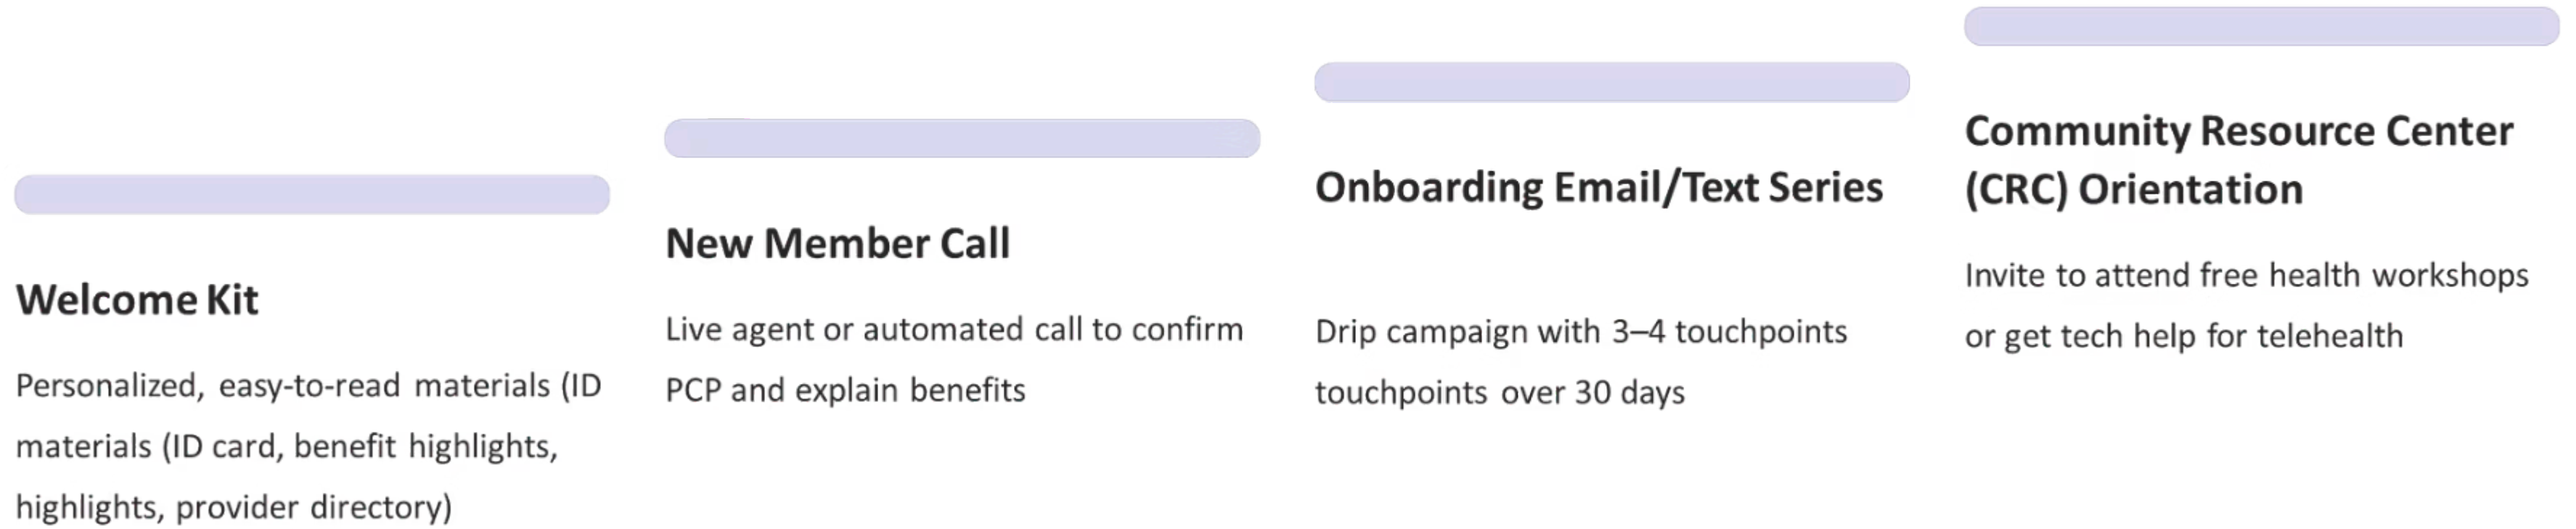 Welcome Kit
Personalized, easy-to-read materials (ID
materials (ID card, benefit highlights,
highlights, provider directory)
New Member Call
Live agent or automated call to confirm
PCP and explain benefits
Onboarding Email/Text Series
Drip campaign with 3–4 touchpoints
touchpoints over 30 days
Community Resource Center
(CRC) Orientation
Invite to attend free health workshops
or get tech help for telehealth